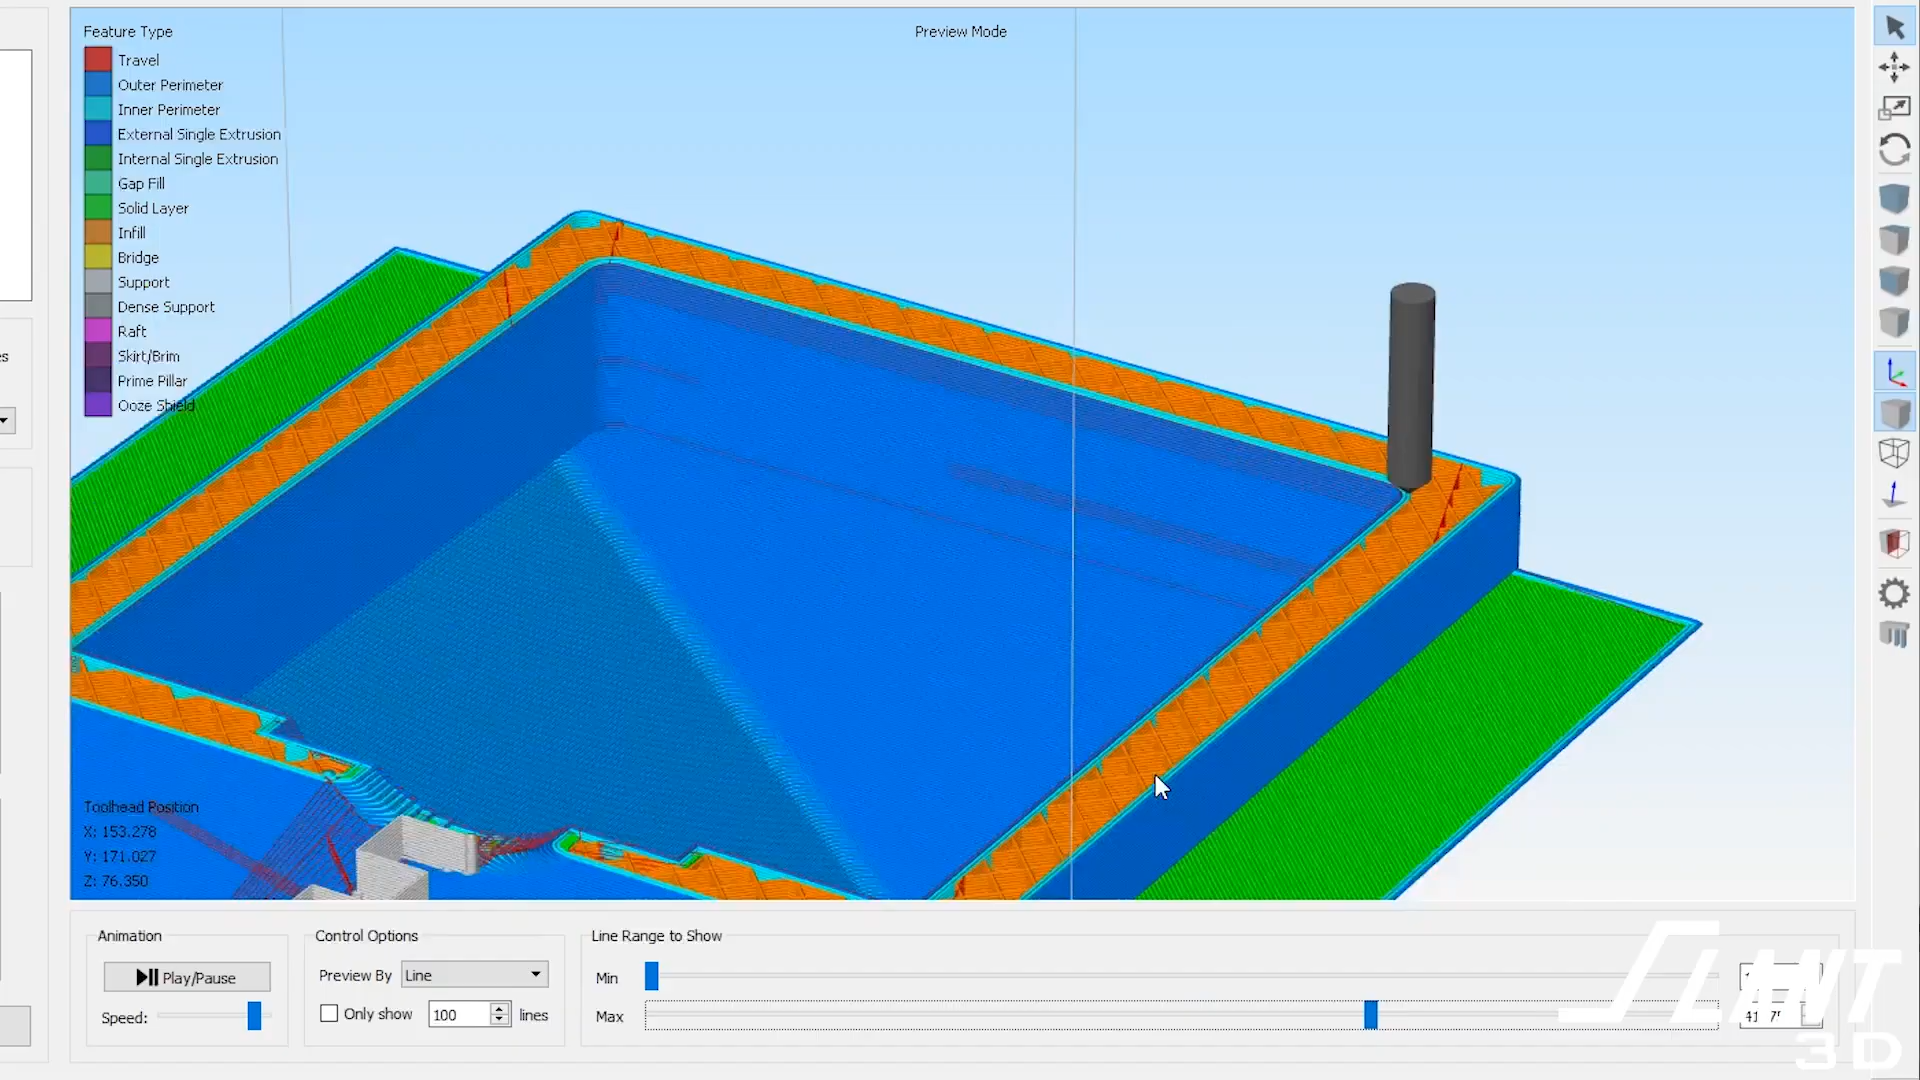 Feature Type
Preview Mode
Travel
Outer Perimeter
Inner Perimeter
External Single Extrusion
Internal Single Extrusion
Gap Fill
Solid Layer
Infill
Bridge
Support
Dense Support
Raft
Skirt/Brim
Prime Pillar
Ooze Shield
es
Toolhead Position
X: 153.278
Y: 171.027
Z: 76.350
Animation
Play/Pause
Speed:
Control Options
Preview By Line
Only show 100 lines
Line Range to Show
Min
Max
SLANT
3D